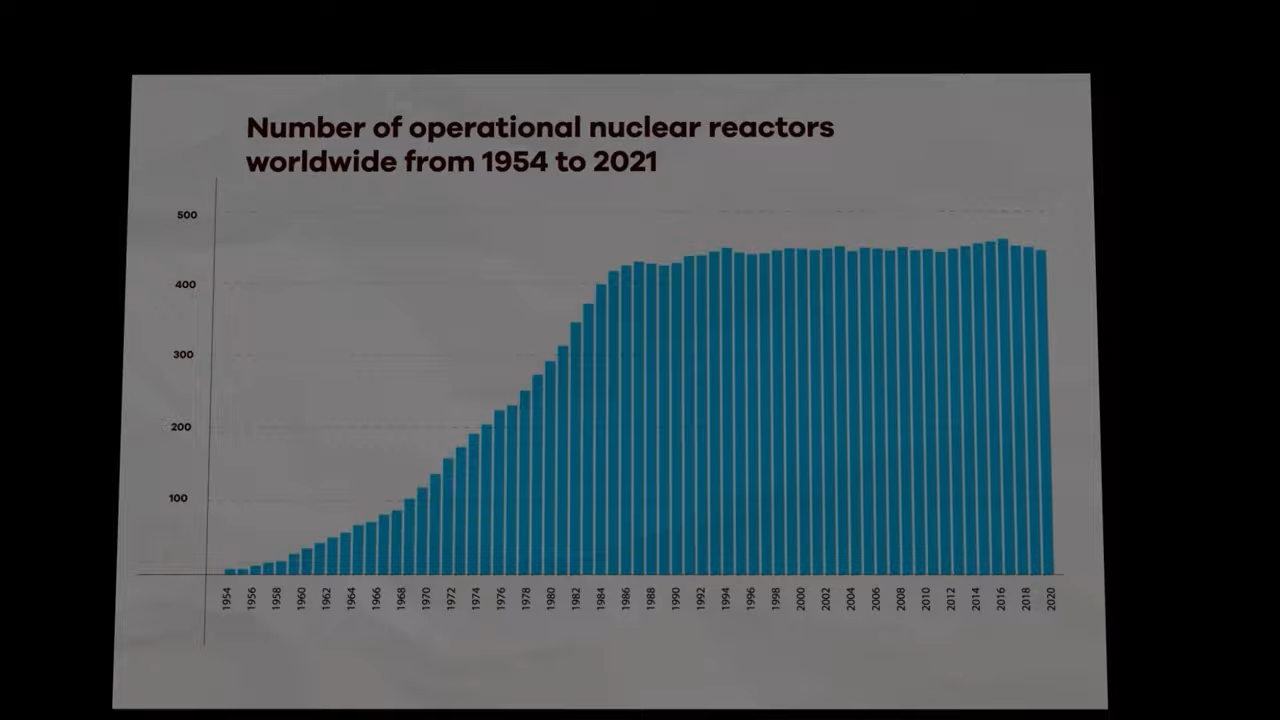 Number of operational nuclear reactors
worldwide from 1954 to 2021
500
400
300
200
100
1954 1956 1958 1960 1962 1964 1966 1968 1970 1972 1974 1976 1978 1980 1982 1984 1986 1988 1990 1992 1994 1996 1998 2000 2002 2004 2006 2008 2010 2012 2014 2016 2018 2020